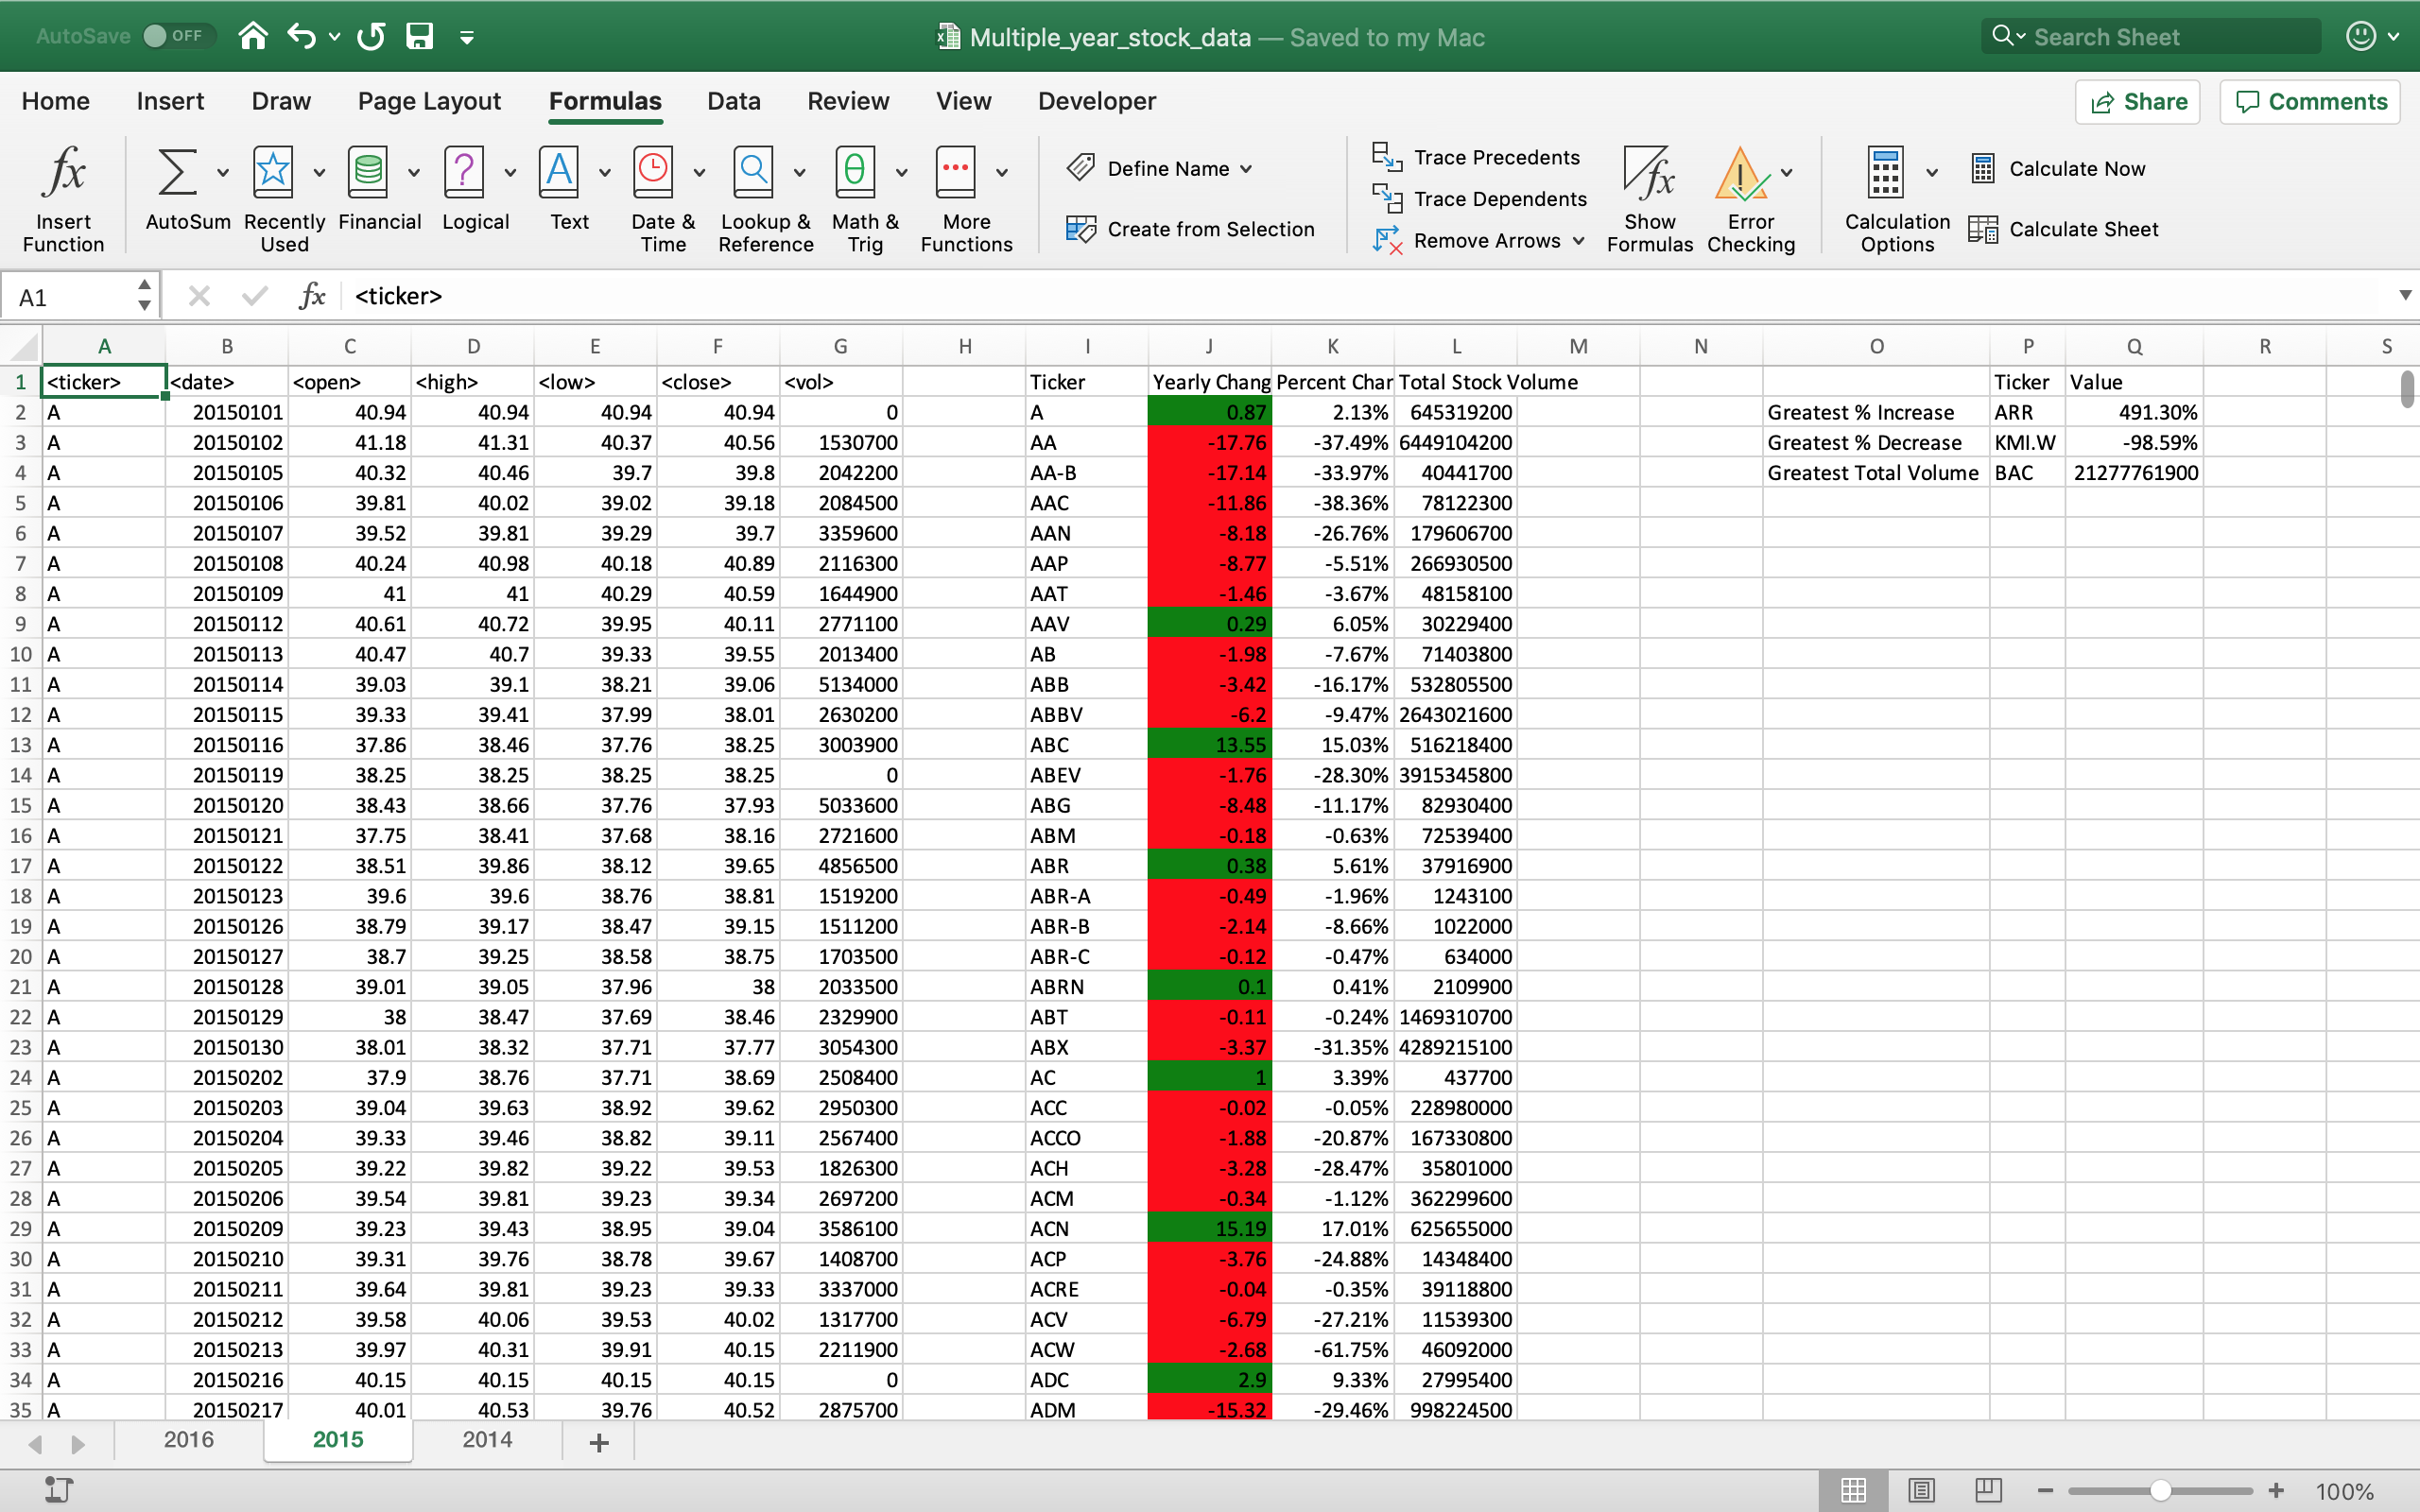 AutoSave OFF Multiple_year_stock_data — Saved to my Mac Search Sheet
Home Insert Draw Page Layout Formulas Data Review View Developer Share Comments
Insert Function AutoSum Recently Used Financial Logical Text Date & Time Lookup & Reference Math & Trig More Functions
Define Name
Create from Selection
Trace Precedents
Trace Dependents
Remove Arrows
Show Formulas Error Checking Calculation Options
Calculate Now
Calculate Sheet
A1 fx <ticker>
A B C D E F G H I J K L M N O P Q R S
1 <ticker> <date> <open> <high> <low> <close> <vol> Ticker Yearly Chang Percent Char Total Stock Volume Ticker Value
2 A 20150101 40.94 40.94 40.94 40.94 0 A 0.87 2.13% 645319200 Greatest % Increase ARR 491.30%
3 A 20150102 41.18 41.31 40.37 40.56 1530700 AA -17.76 -37.49% 6449104200 Greatest % Decrease KMI.W -98.59%
4 A 20150105 40.32 40.46 39.7 39.8 2042200 AA-B -17.14 -33.97% 40441700 Greatest Total Volume BAC 21277761900
5 A 20150106 39.81 40.02 39.02 39.18 2084500 AAC -11.86 -38.36% 78122300
6 A 20150107 39.52 39.81 39.29 39.7 3359600 AAN -8.18 -26.76% 179606700
7 A 20150108 40.24 40.98 40.18 40.89 2116300 AAP -8.77 -5.51% 266930500
8 A 20150109 41 41 40.29 40.59 1644900 AAT -1.46 -3.67% 48158100
9 A 20150112 40.61 40.72 39.95 40.11 2771100 AAV 0.29 6.05% 30229400
10 A 20150113 40.47 40.7 39.33 39.55 2013400 AB -1.98 -7.67% 71403800
11 A 20150114 39.03 39.1 38.21 39.06 5134000 ABB -3.42 -16.17% 532805500
12 A 20150115 39.33 39.41 37.99 38.01 2630200 ABBV -6.2 -9.47% 2643021600
13 A 20150116 37.86 38.46 37.76 38.25 3003900 ABC 13.55 15.03% 516218400
14 A 20150119 38.25 38.25 38.25 38.25 0 ABEV -1.76 -28.30% 3915345800
15 A 20150120 38.43 38.66 37.76 37.93 5033600 ABG -8.48 -11.17% 82930400
16 A 20150121 37.75 38.41 37.68 38.16 2721600 ABM -0.18 -0.63% 72539400
17 A 20150122 38.51 39.86 38.12 39.65 4856500 ABR 0.38 5.61% 37916900
18 A 20150123 39.6 39.6 38.76 38.81 1519200 ABR-A -0.49 -1.96% 1243100
19 A 20150126 38.79 39.17 38.47 39.15 1511200 ABR-B -2.14 -8.66% 1022000
20 A 20150127 38.7 39.25 38.58 38.75 1703500 ABR-C -0.12 -0.47% 634000
21 A 20150128 39.01 39.05 37.96 38 2033500 ABRN 0.1 0.41% 2109900
22 A 20150129 38 38.47 37.69 38.46 2329900 ABT -0.11 -0.24% 1469310700
23 A 20150130 38.01 38.32 37.71 37.77 3054300 ABX -3.37 -31.35% 4289215100
24 A 20150202 37.9 38.76 37.71 38.69 2508400 AC 1 3.39% 437700
25 A 20150203 39.04 39.63 38.92 39.62 2950300 ACC -0.02 -0.05% 228980000
26 A 20150204 39.33 39.46 38.82 39.11 2567400 ACCO -1.88 -20.87% 167330800
27 A 20150205 39.22 39.82 39.22 39.53 1826300 ACH -3.28 -28.47% 35801000
28 A 20150206 39.54 39.81 39.23 39.34 2697200 ACM -0.34 -1.12% 362299600
29 A 20150209 39.23 39.43 38.95 39.04 3586100 ACN 15.19 17.01% 625655000
30 A 20150210 39.31 39.76 38.78 39.67 1408700 ACP -3.76 -24.88% 14348400
31 A 20150211 39.64 39.81 39.23 39.33 3337000 ACRE -0.04 -0.35% 39118800
32 A 20150212 39.58 40.06 39.53 40.02 1317700 ACV -6.79 -27.21% 11539300
33 A 20150213 39.97 40.31 39.91 40.15 2211900 ACW -2.68 -61.75% 46092000
34 A 20150216 40.15 40.15 40.15 40.15 0 ADC 2.9 9.33% 27995400
35 A 20150217 40.01 40.53 39.76 40.52 2875700 ADM -15.32 -29.46% 998224500
2016 2015 2014
100%